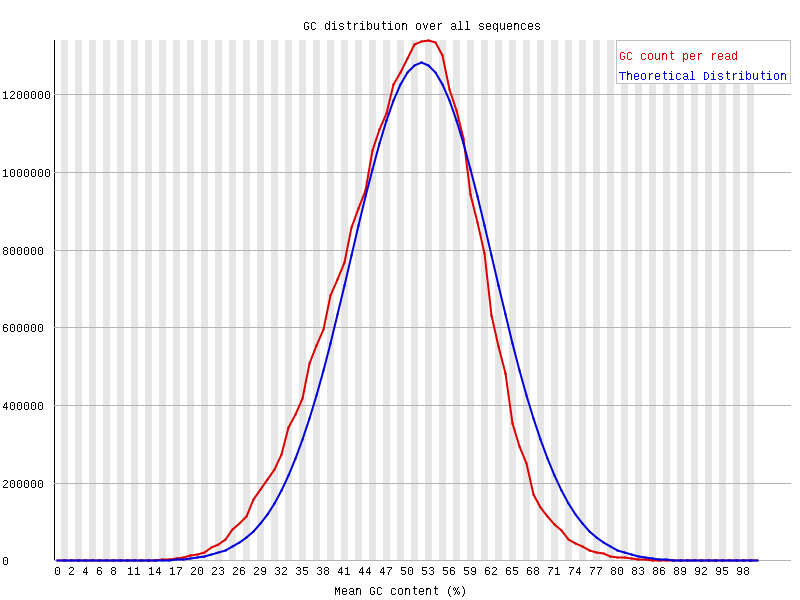 GC distribution over all sequences
GC count per read
Theoretical Distribution
1200000
1000000
800000
600000
400000
200000
0
0 2 4 6 8 11 14 17 20 23 26 29 32 35 38 41 44 47 50 53 56 59 62 65 68 71 74 77 80 83 86 89 92 95 98
Mean GC content (%)